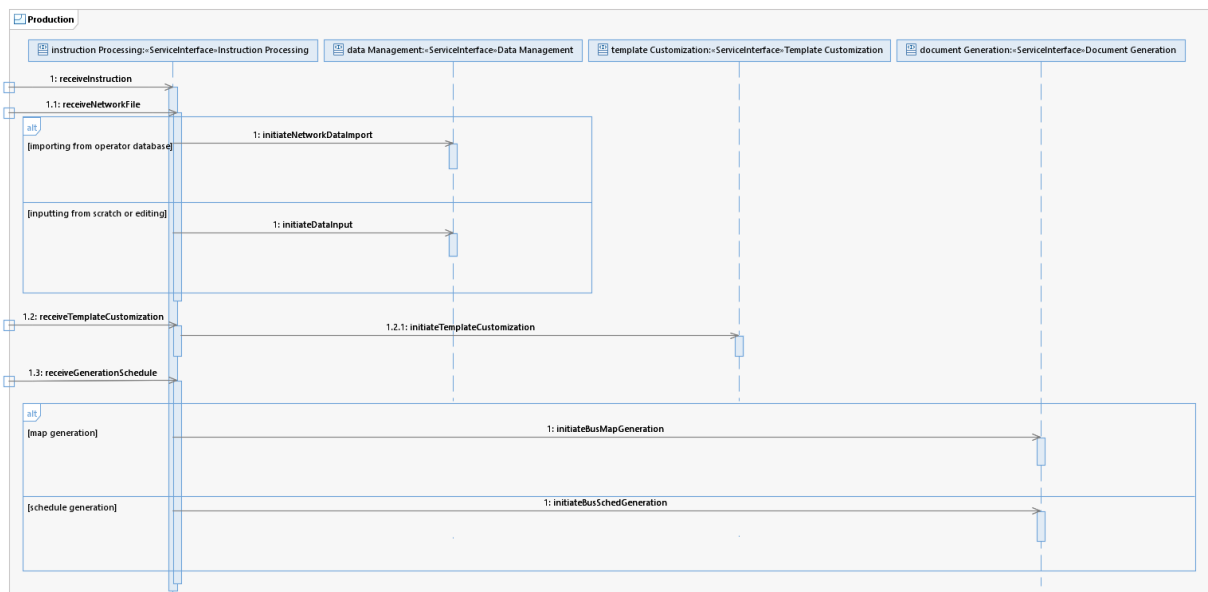 Production
instruction Processing:«ServiceInterface»Instruction Processing
data Management:«ServiceInterface»Data Management
template Customization:«ServiceInterface»Template Customization
document Generation:«ServiceInterface»Document Generation
1: receiveInstruction
1.1: receiveNetworkFile
alt
1: initiateNetworkDataImport
[importing from operator database]
[inputting from scratch or editing]
1: initiateDataInput
1.2: receiveTemplateCustomization
1.2.1: initiateTemplateCustomization
1.3: receiveGenerationSchedule
alt
1: initiateBusMapGeneration
[map generation]
1: initiateBusSchedGeneration
[schedule generation]